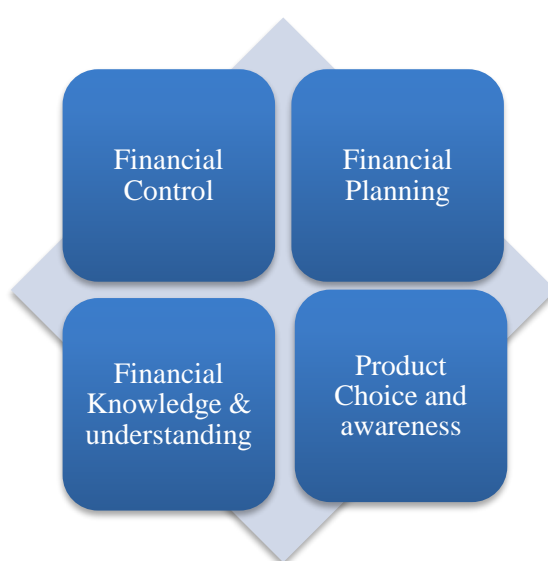 Financial
Control
Financial
Planning
Financial
Knowledge &
understanding
Product
Choice and
awareness